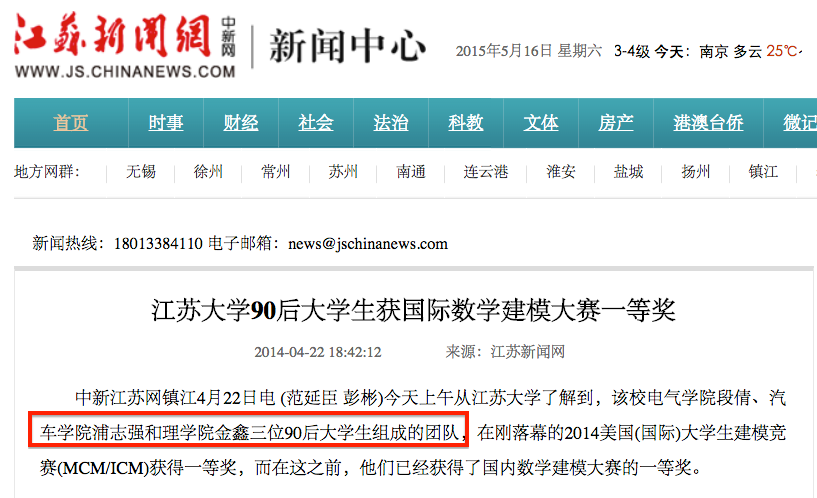 江苏新闻網 中新网 新闻中心 2015年5月16日 星期六 3-4级 今天：南京 多云 25℃
WWW.JS.CHINANEWS.COM
首页 时事 财经 社会 法治 科教 文体 房产 港澳台侨 微记
地方网群： 无锡 徐州 常州 苏州 南通 连云港 淮安 盐城 扬州 镇江
新闻热线：18013384110 电子邮箱：news@jschinanews.com
江苏大学90后大学生获国际数学建模大赛一等奖
2014-04-22 18:42:12 来源：江苏新闻网
中新江苏网镇江4月22日电 (范延臣 彭彬)今天上午从江苏大学了解到，该校电气学院段倩、汽
车学院浦志强和理学院金鑫三位90后大学生组成的团队，在刚落幕的2014美国(国际)大学生建模竞
赛(MCM/ICM)获得一等奖，而在这之前，他们已经获得了国内数学建模大赛的一等奖。